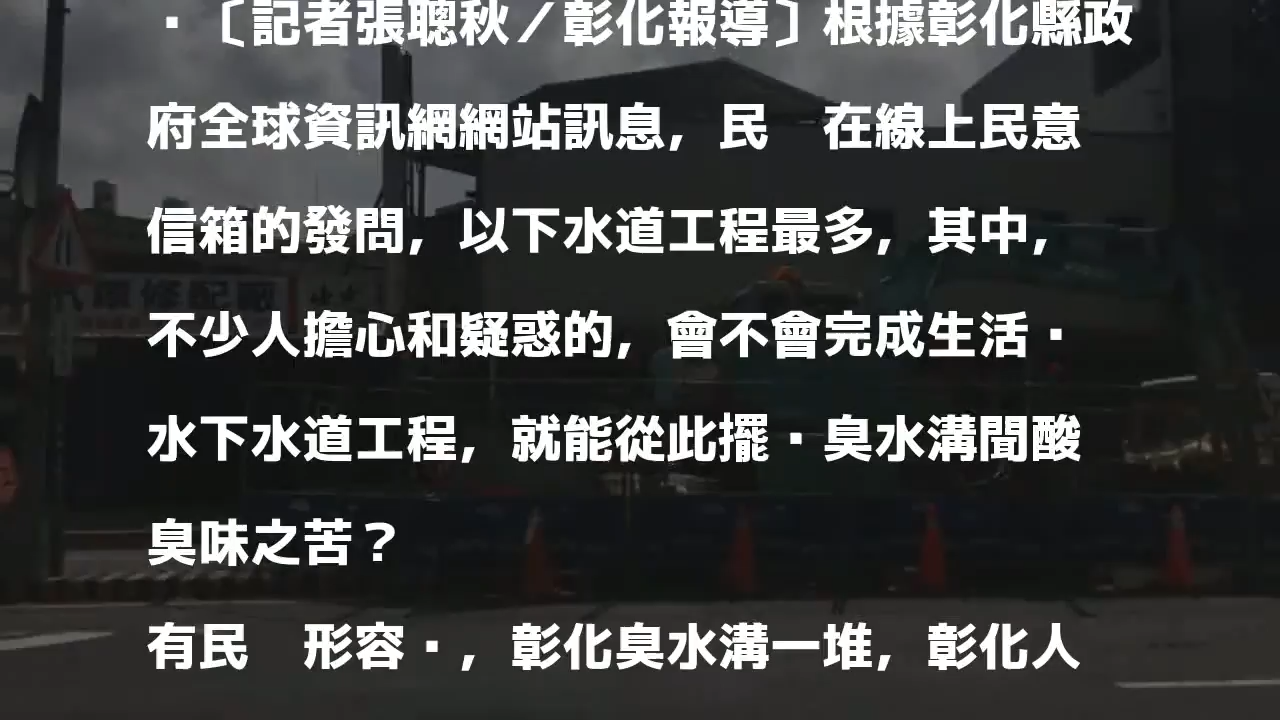 ·〔記者張聰秋／彰化報導〕根據彰化縣政
府全球資訊網網站訊息，民　在線上民意
信箱的發問，以下水道工程最多，其中，
不少人擔心和疑惑的，會不會完成生活·
水下水道工程，就能從此擺·臭水溝聞酸
臭味之苦？
有民　形容·，彰化臭水溝一堆，彰化人